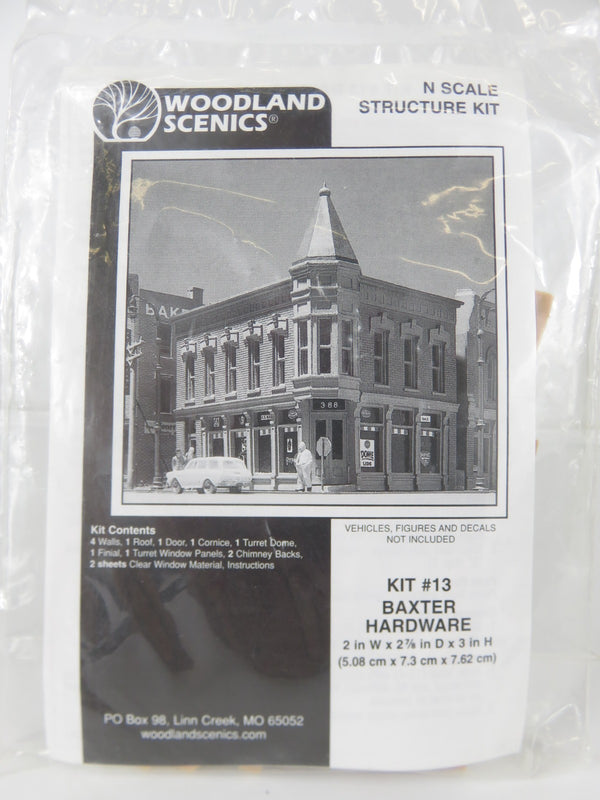 WOODLAND
SCENICS®
N SCALE
STRUCTURE KIT
BAKE
388
DOME
Kit Contents
4 Walls, 1 Roof, 1 Door, 1 Cornice, 1 Turret Dome,
1 Finial, 1 Turret Window Panels, 2 Chimney Backs,
2 sheets Clear Window Material, Instructions
VEHICLES, FIGURES AND DECALS
NOT INCLUDED
KIT #13
BAXTER
HARDWARE
2 in W x 2⅞ in D x 3 in H
(5.08 cm x 7.3 cm x 7.62 cm)
PO Box 98, Linn Creek, MO 65052
woodlandscenics.com